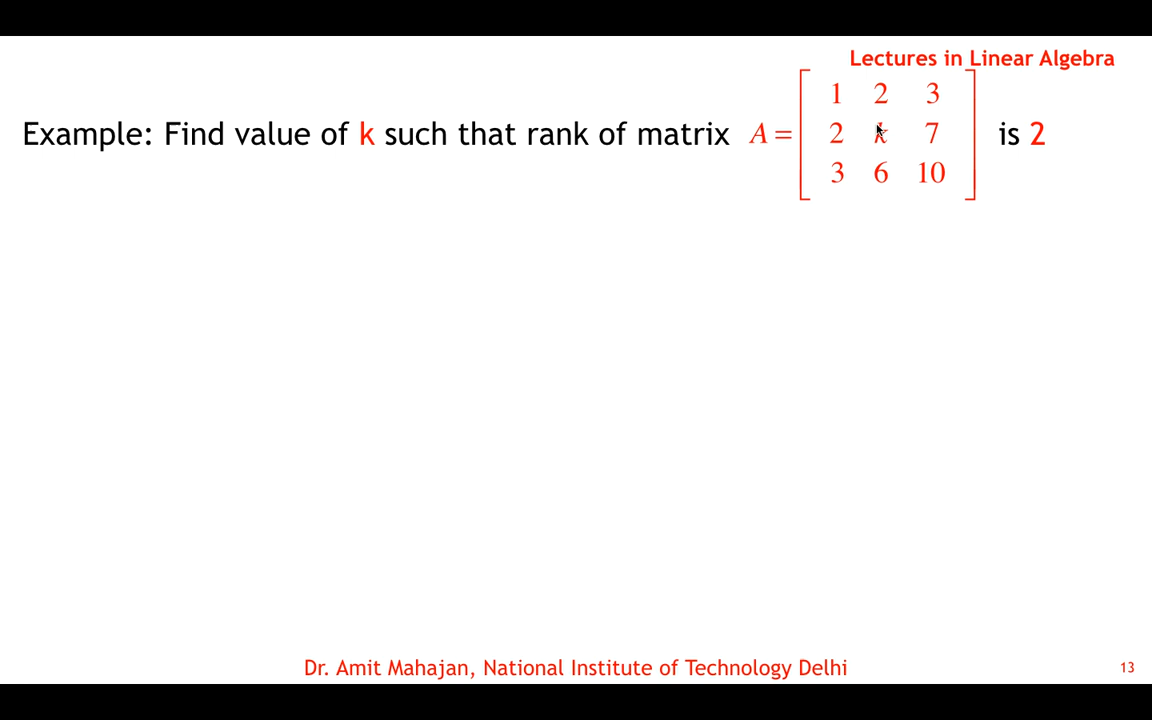 Lectures in Linear Algebra
Example: Find value of k such that rank of matrix A = [ 1 2 3
2 k 7
3 6 10 ] is 2
Dr. Amit Mahajan, National Institute of Technology Delhi
13